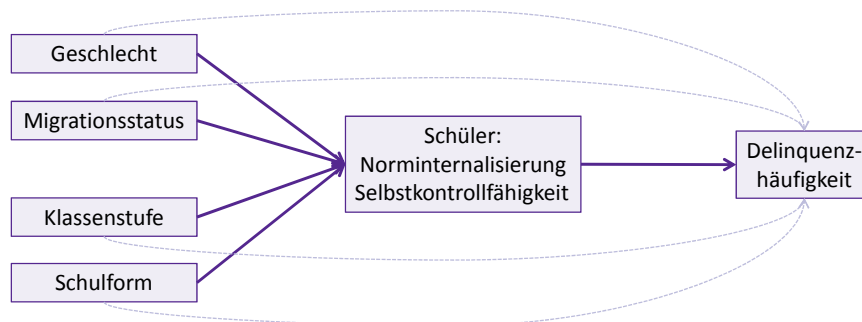 Geschlecht
Migrationsstatus
Klassenstufe
Schulform
Schüler:
Norminternalisierung
Selbstkontrollfähigkeit
Delinquenz-
häufigkeit